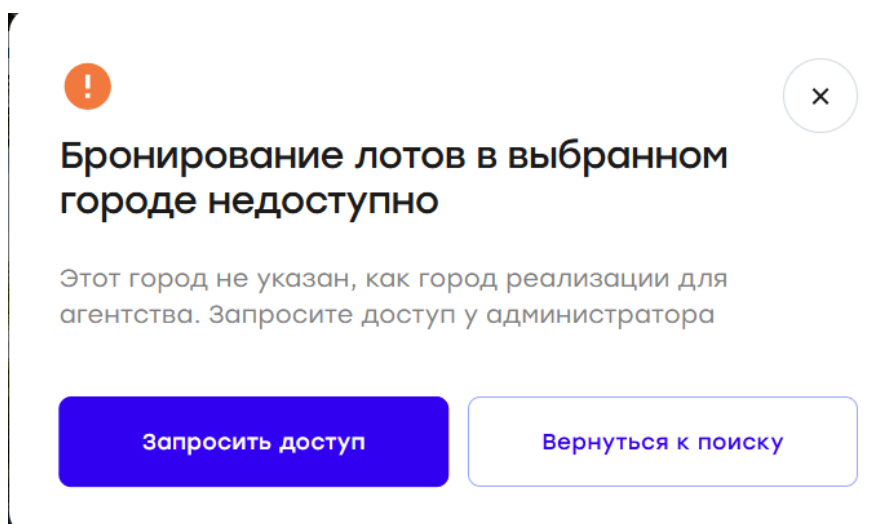 Бронирование лотов в выбранном
городе недоступно
Этот город не указан, как город реализации для
агентства. Запросите доступ у администратора
Запросить доступ
Вернуться к поиску